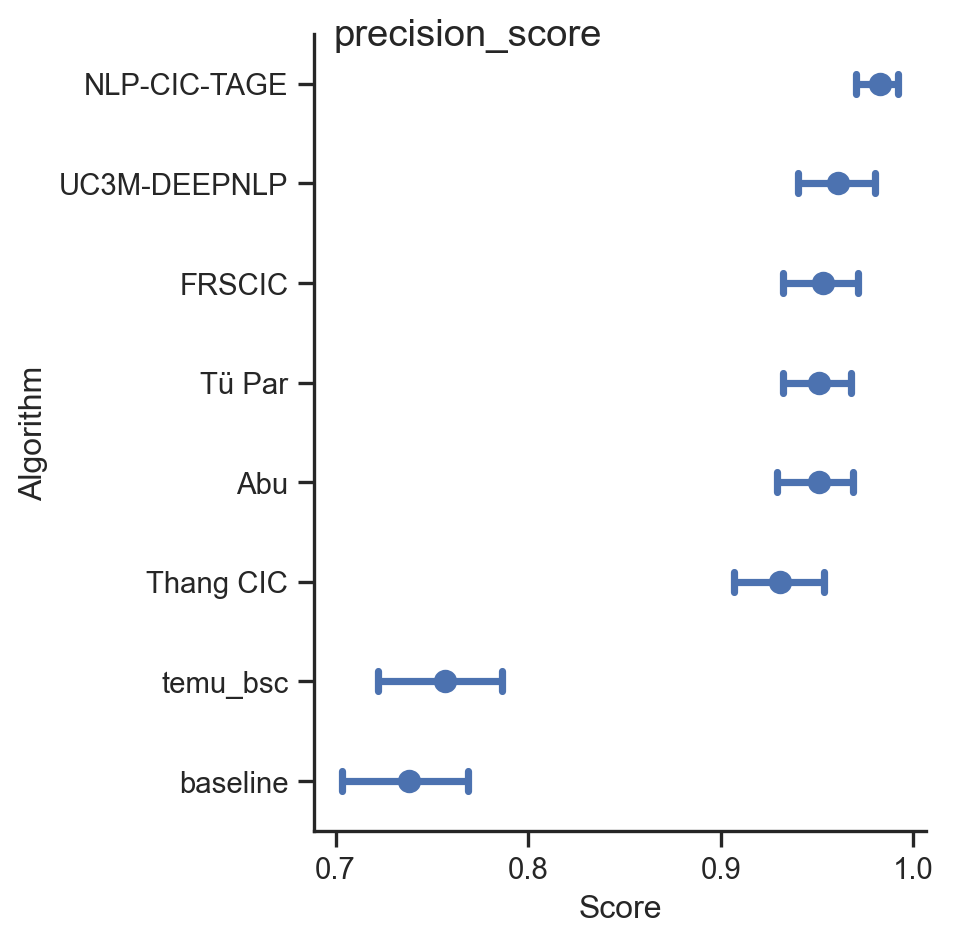 precision_score
NLP-CIC-TAGE
UC3M-DEEPNLP
FRSCIC
Tü Par
Abu
Thang CIC
temu_bsc
baseline
Algorithm
0.7 0.8 0.9 1.0
Score